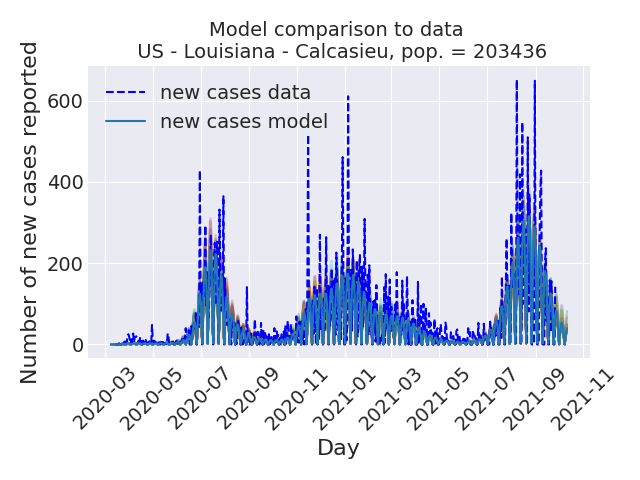 Model comparison to data
US - Louisiana - Calcasieu, pop. = 203436
Number of new cases reported
600
400
200
0
new cases data
new cases model
2020-03
2020-05
2020-07
2020-09
2020-11
2021-01
2021-03
2021-05
2021-07
2021-09
2021-11
Day